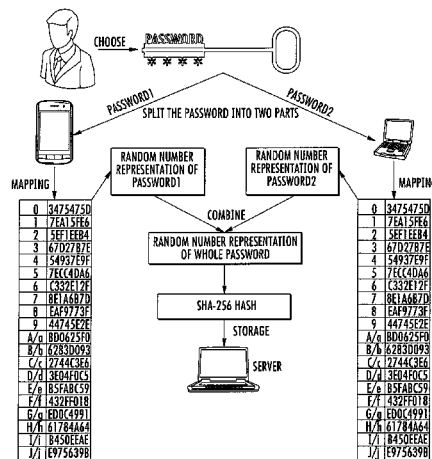 CHOOSE
PASSWORD
* * * *
PASSWORD1
PASSWORD2
SPLIT THE PASSWORD INTO TWO PARTS
RANDOM NUMBER
REPRESENTATION OF
PASSWORD1
RANDOM NUMBER
REPRESENTATION OF
PASSWORD2
MAPPING
MAPPIN
COMBINE
RANDOM NUMBER REPRESENTATION
OF WHOLE PASSWORD
SHA-256 HASH
STORAGE
SERVER
0 3475475D
1 7EA15FE6
2 5EF1EEB4
3 67D27B7E
4 54937E9F
5 7ECC4DA6
6 C332E12F
7 8E1A6B7D
8 EAF9773F
9 44745E2E
A/a BD0625F0
B/b 6283D093
C/c 2744C3E6
D/d 3E04F0C5
E/e B5FABC59
F/f 432FF018
G/g ED0C4991
H/h 61784A64
I/i B450EEAE
J/j E975639B
0 3475475D
1 7EA15FE6
2 5EF1EEB4
3 67D27B7E
4 54937E9F
5 7ECC4DA6
6 C332E12F
7 8E1A6B7D
8 EAF9773F
9 44745E2E
A/a BD0625F0
B/b 6283D093
C/c 2744C3E6
D/d 3E04F0C5
E/e B5FABC59
F/f 432FF018
G/g ED0C4991
H/h 61784A64
I/i B450EEAE
J/j E975639B